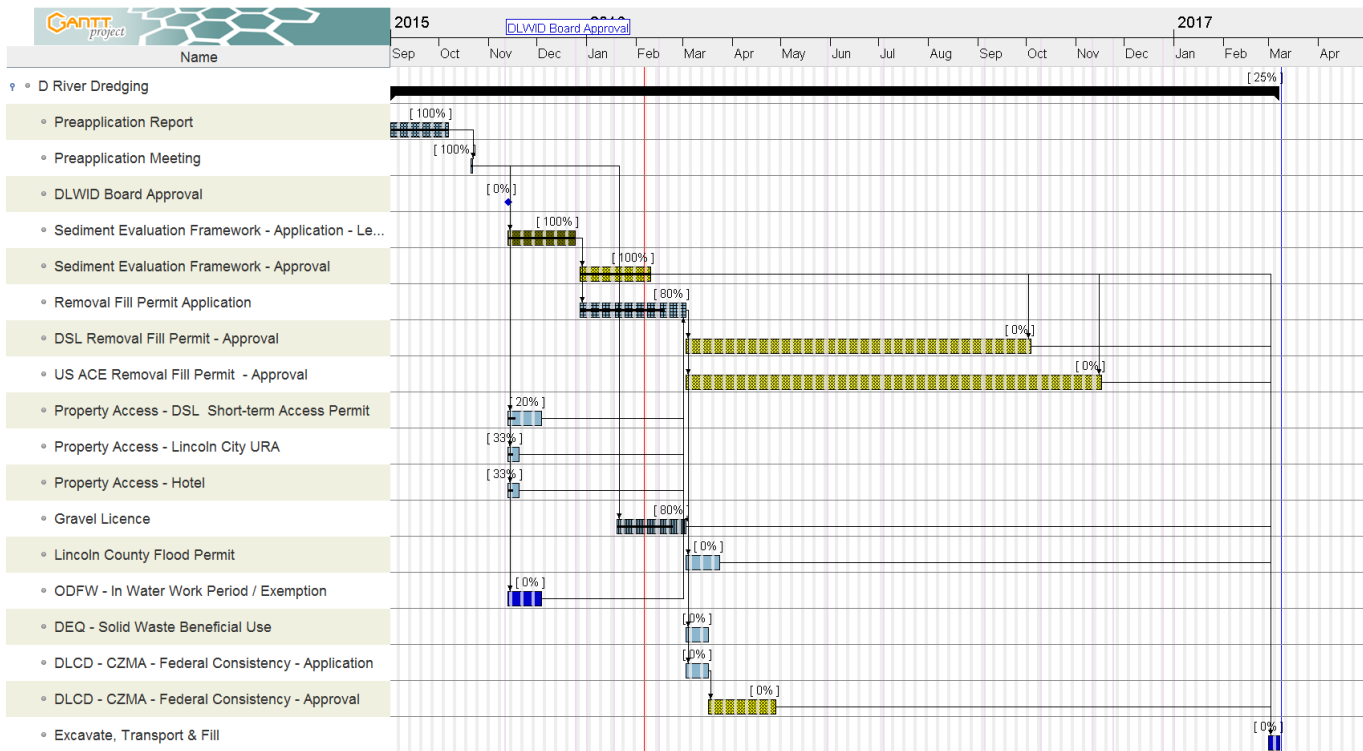 GANTT project
2015
2016
2017
DLWID Board Approval
Name
Sep Oct Nov Dec Jan Feb Mar Apr May Jun Jul Aug Sep Oct Nov Dec Jan Feb Mar Apr
D River Dredging [ 25% ]
Preapplication Report [ 100% ]
Preapplication Meeting [ 100% ]
DLWID Board Approval [ 0% ]
Sediment Evaluation Framework - Application - Le... [ 100% ]
Sediment Evaluation Framework - Approval [ 100% ]
Removal Fill Permit Application [ 80% ]
DSL Removal Fill Permit - Approval [ 0% ]
US ACE Removal Fill Permit - Approval [ 0% ]
Property Access - DSL Short-term Access Permit [ 20% ]
Property Access - Lincoln City URA [ 33% ]
Property Access - Hotel [ 33% ]
Gravel Licence [ 80% ]
Lincoln County Flood Permit [ 0% ]
ODFW - In Water Work Period / Exemption [ 0% ]
DEQ - Solid Waste Beneficial Use [ 0% ]
DLCD - CZMA - Federal Consistency - Application [ 0% ]
DLCD - CZMA - Federal Consistency - Approval [ 0% ]
Excavate, Transport & Fill [ 0% ]